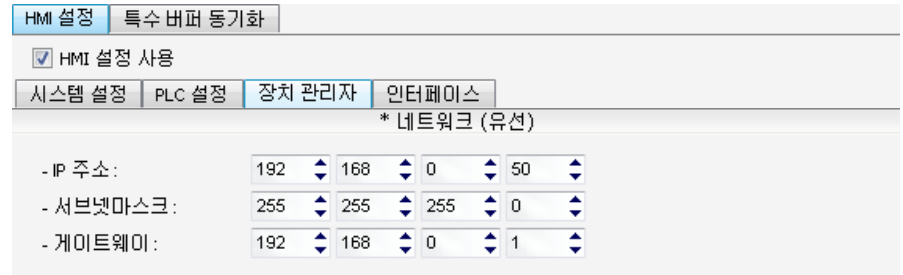 HMI 설정 특수 버퍼 동기화
HMI 설정 사용
시스템 설정 PLC 설정 장치 관리자 인터페이스
* 네트워크 (유선)
- IP 주소 : 192 168 0 50
- 서브넷마스크 : 255 255 255 0
- 게이트웨이 : 192 168 0 1